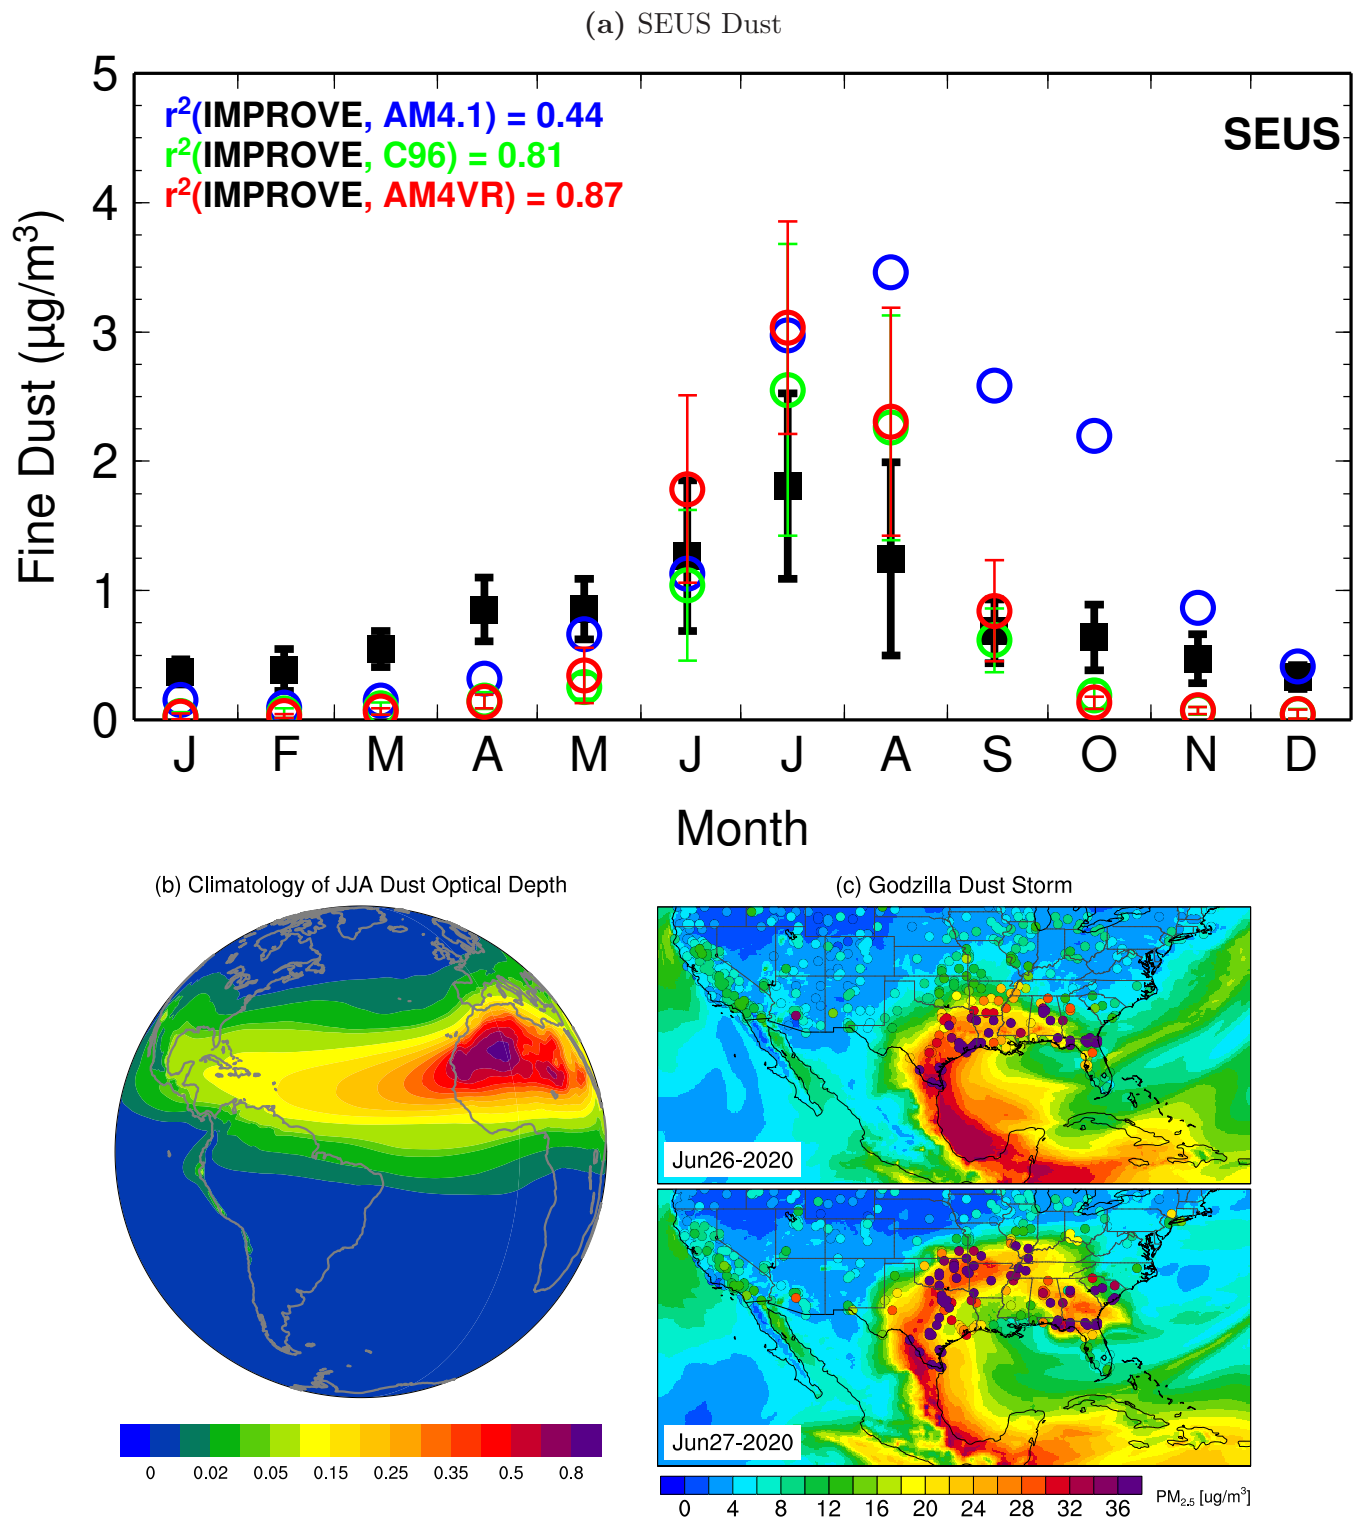 (a) SEUS Dust
5
4
3
2
1
0
Fine Dust (μg/m³)
r²(IMPROVE, AM4.1) = 0.44
r²(IMPROVE, C96) = 0.81
r²(IMPROVE, AM4VR) = 0.87
SEUS
J F M A M J J A S O N D
Month
(b) Climatology of JJA Dust Optical Depth
0 0.02 0.05 0.15 0.25 0.35 0.5 0.8
(c) Godzilla Dust Storm
Jun26-2020
Jun27-2020
0 4 8 12 16 20 24 28 32 36
PM₂.₅ [ug/m³]